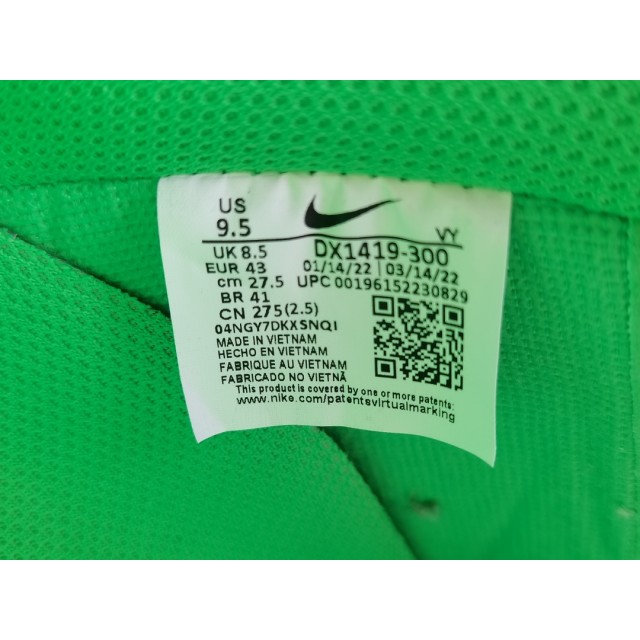 US
9.5
VY
UK 8.5
DX1419-300
EUR 43
01/14/22 03/14/22
cm 27.5
UPC 00196152230829
BR 41
CN 275(2.5)
04NGY7DKXSNQI
MADE IN VIETNAM
HECHO EN VIETNAM
FABRIQUE AU VIETNAM
FABRICADO NO VIETNÃ
This product is covered by one or more patents:
www.nike.com/patentsvirtualmarking